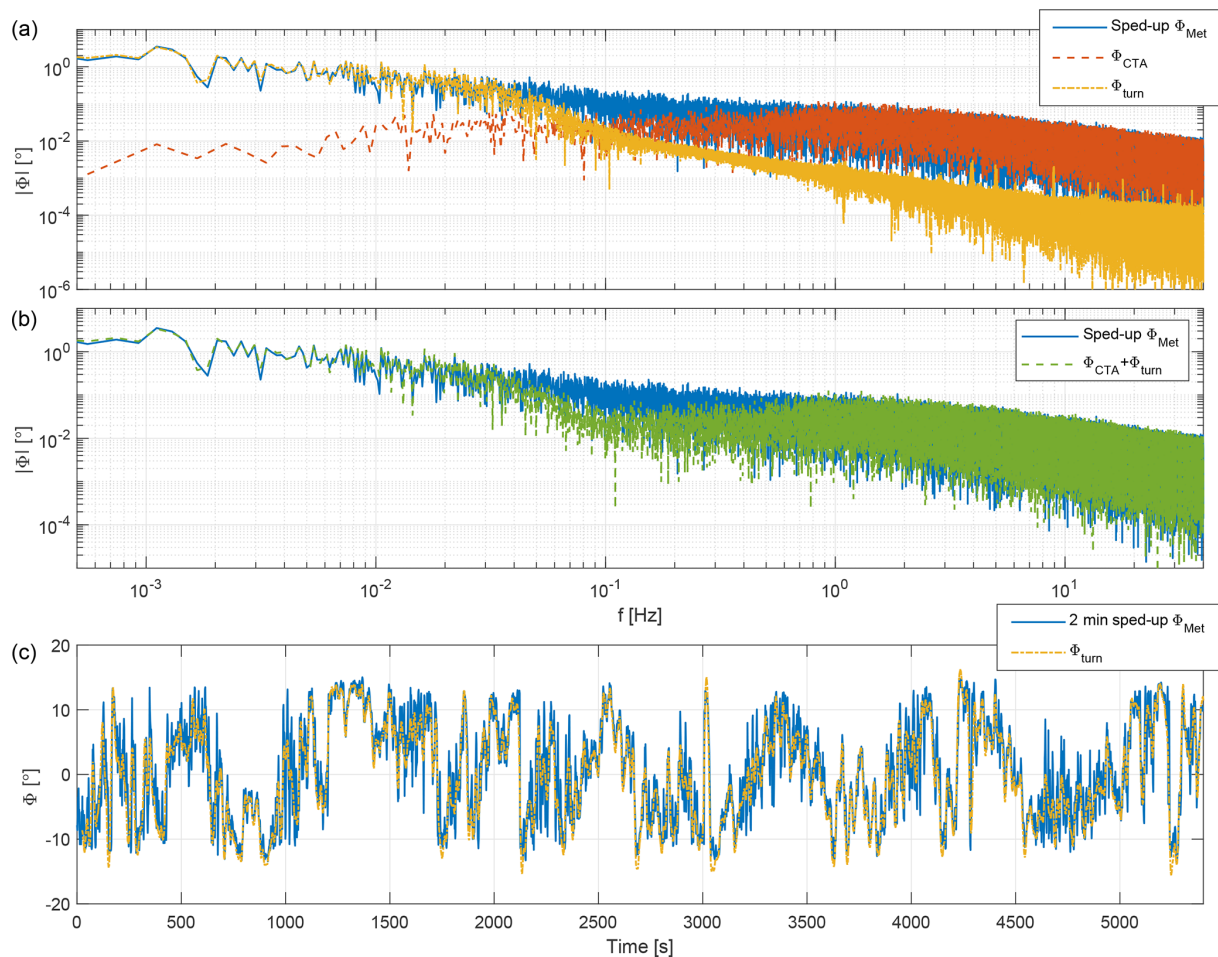 (a)
Sped-up Φ_Met
Φ_CTA
Φ_turn
|Φ| [°]
10^0
10^-2
10^-4
10^-6
(b)
Sped-up Φ_Met
Φ_CTA+Φ_turn
|Φ| [°]
10^0
10^-2
10^-4
10^-3 10^-2 10^-1 10^0 10^1
f [Hz]
(c)
2 min sped-up Φ_Met
Φ_turn
Φ [°]
20
10
0
-10
-20
0 500 1000 1500 2000 2500 3000 3500 4000 4500 5000
Time [s]